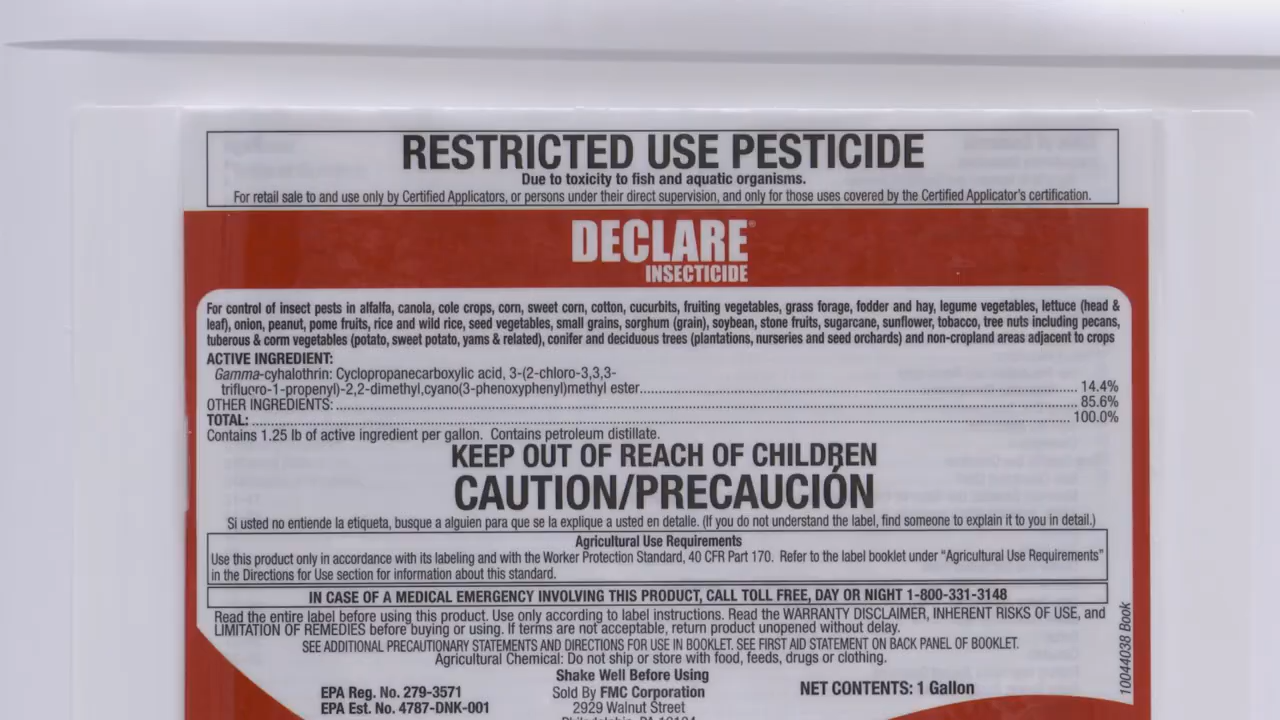 RESTRICTED USE PESTICIDE
Due to toxicity to fish and aquatic organisms.
For retail sale to and use only by Certified Applicators, or persons under their direct supervision, and only for those uses covered by the Certified Applicator's certification.
DECLARE®
INSECTICIDE
For control of insect pests in alfalfa, canola, cole crops, corn, sweet corn, cotton, cucurbits, fruiting vegetables, grass forage, fodder and hay, legume vegetables, lettuce (head &
leaf), onion, peanut, pome fruits, rice and wild rice, seed vegetables, small grains, sorghum (grain), soybean, stone fruits, sugarcane, sunflower, tobacco, tree nuts including pecans,
tuberous & corm vegetables (potato, sweet potato, yams & related), conifer and deciduous trees (plantations, nurseries and seed orchards) and non-cropland areas adjacent to crops
ACTIVE INGREDIENT:
Gamma-cyhalothrin: Cyclopropanecarboxylic acid, 3-(2-chloro-3,3,3-
trifluoro-1-propenyl)-2,2-dimethyl,cyano(3-phenoxyphenyl)methyl ester 14.4%
OTHER INGREDIENTS: 85.6%
TOTAL: 100.0%
Contains 1.25 lb of active ingredient per gallon. Contains petroleum distillate.
KEEP OUT OF REACH OF CHILDREN
CAUTION/PRECAUCIÓN
Si usted no entiende la etiqueta, busque a alguien para que se la explique a usted en detalle. (If you do not understand the label, find someone to explain it to you in detail.)
Agricultural Use Requirements
Use this product only in accordance with its labeling and with the Worker Protection Standard, 40 CFR Part 170. Refer to the label booklet under “Agricultural Use Requirements”
in the Directions for Use section for information about this standard.
IN CASE OF A MEDICAL EMERGENCY INVOLVING THIS PRODUCT, CALL TOLL FREE, DAY OR NIGHT 1-800-331-3148
Read the entire label before using this product. Use only according to label instructions. Read the WARRANTY DISCLAIMER, INHERENT RISKS OF USE, and
LIMITATION OF REMEDIES before buying or using. If terms are not acceptable, return product unopened without delay.
SEE ADDITIONAL PRECAUTIONARY STATEMENTS AND DIRECTIONS FOR USE IN BOOKLET. SEE FIRST AID STATEMENT ON BACK PANEL OF BOOKLET.
Agricultural Chemical: Do not ship or store with food, feeds, drugs or clothing.
Shake Well Before Using
EPA Reg. No. 279-3571
EPA Est. No. 4787-DNK-001
Sold By FMC Corporation
2929 Walnut Street
Philadelphia, PA 19104
NET CONTENTS: 1 Gallon
10044038 Book